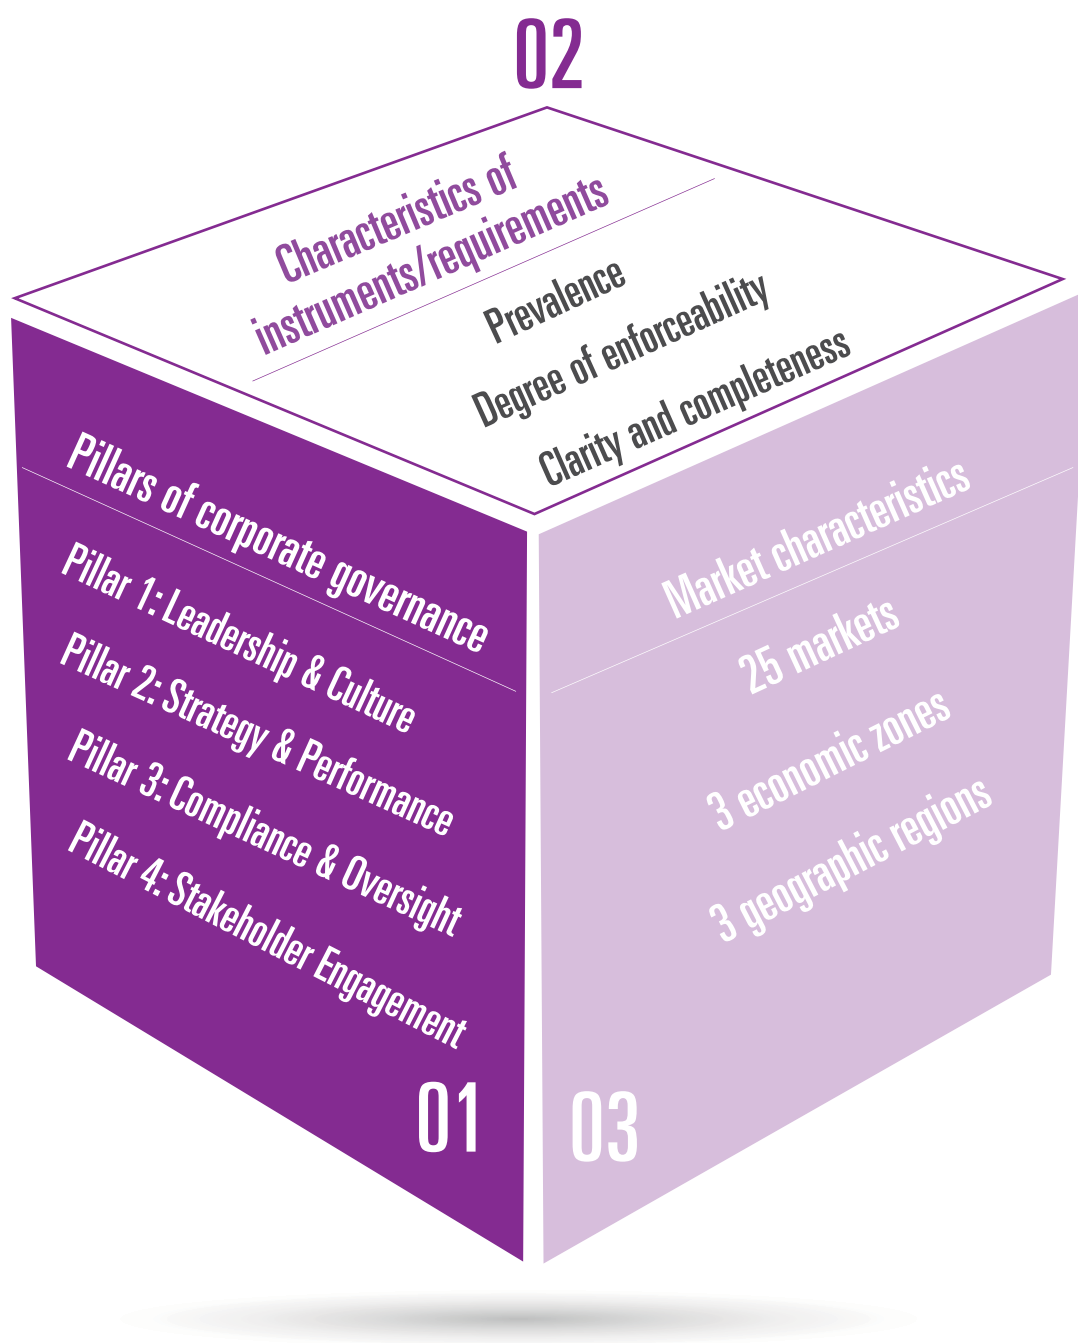 02
Characteristics of
instruments/requirements
Prevalence
Degree of enforceability
Clarity and completeness
Pillars of corporate governance
Pillar 1: Leadership & Culture
Pillar 2: Strategy & Performance
Pillar 3: Compliance & Oversight
Pillar 4: Stakeholder Engagement
01
Market characteristics
25 markets
3 economic zones
3 geographic regions
03